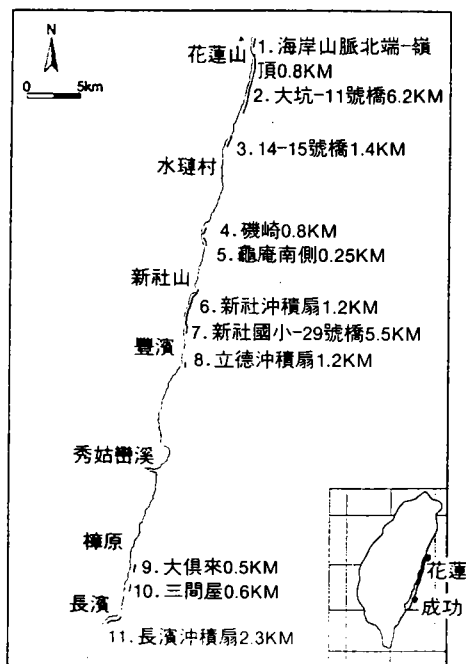 N
0 5km
花蓮山
1. 海岸山脈北端-嶺
頂0.8KM
2. 大坑-11號橋6.2KM
3. 14-15號橋1.4KM
水璉村
4. 磯崎0.8KM
5. 龜庵南側0.25KM
新社山
6. 新社沖積扇1.2KM
7. 新社國小-29號橋5.5KM
豐濱
8. 立德沖積扇1.2KM
秀姑巒溪
樟原
9. 大俱來0.5KM
10. 三間屋0.6KM
長濱
11. 長濱沖積扇2.3KM
花蓮
成功